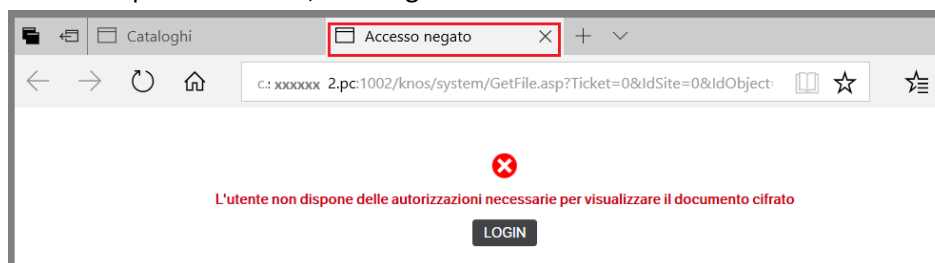 Cataloghi
Accesso negato
c.: xxxxxx 2.pc:1002/knos/system/GetFile.asp?Ticket=0&IdSite=0&IdObject
L'utente non dispone delle autorizzazioni necessarie per visualizzare il documento cifrato
LOGIN